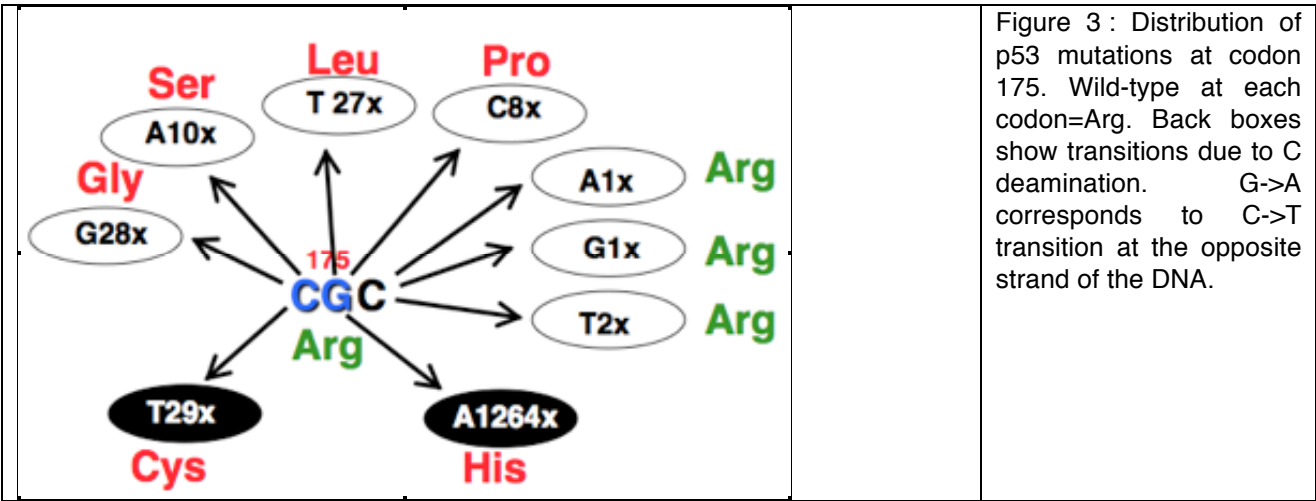 Leu
Pro
Ser
T 27x
C8x
A10x
Gly
A1x
Arg
G28x
G1x
Arg
175
CGC
T2x
Arg
Arg
T29x
A1264x
Cys
His
Figure 3 : Distribution of
p53 mutations at codon
175. Wild-type at each
codon=Arg. Back boxes
show transitions due to C
deamination. G->A
corresponds to C->T
transition at the opposite
strand of the DNA.